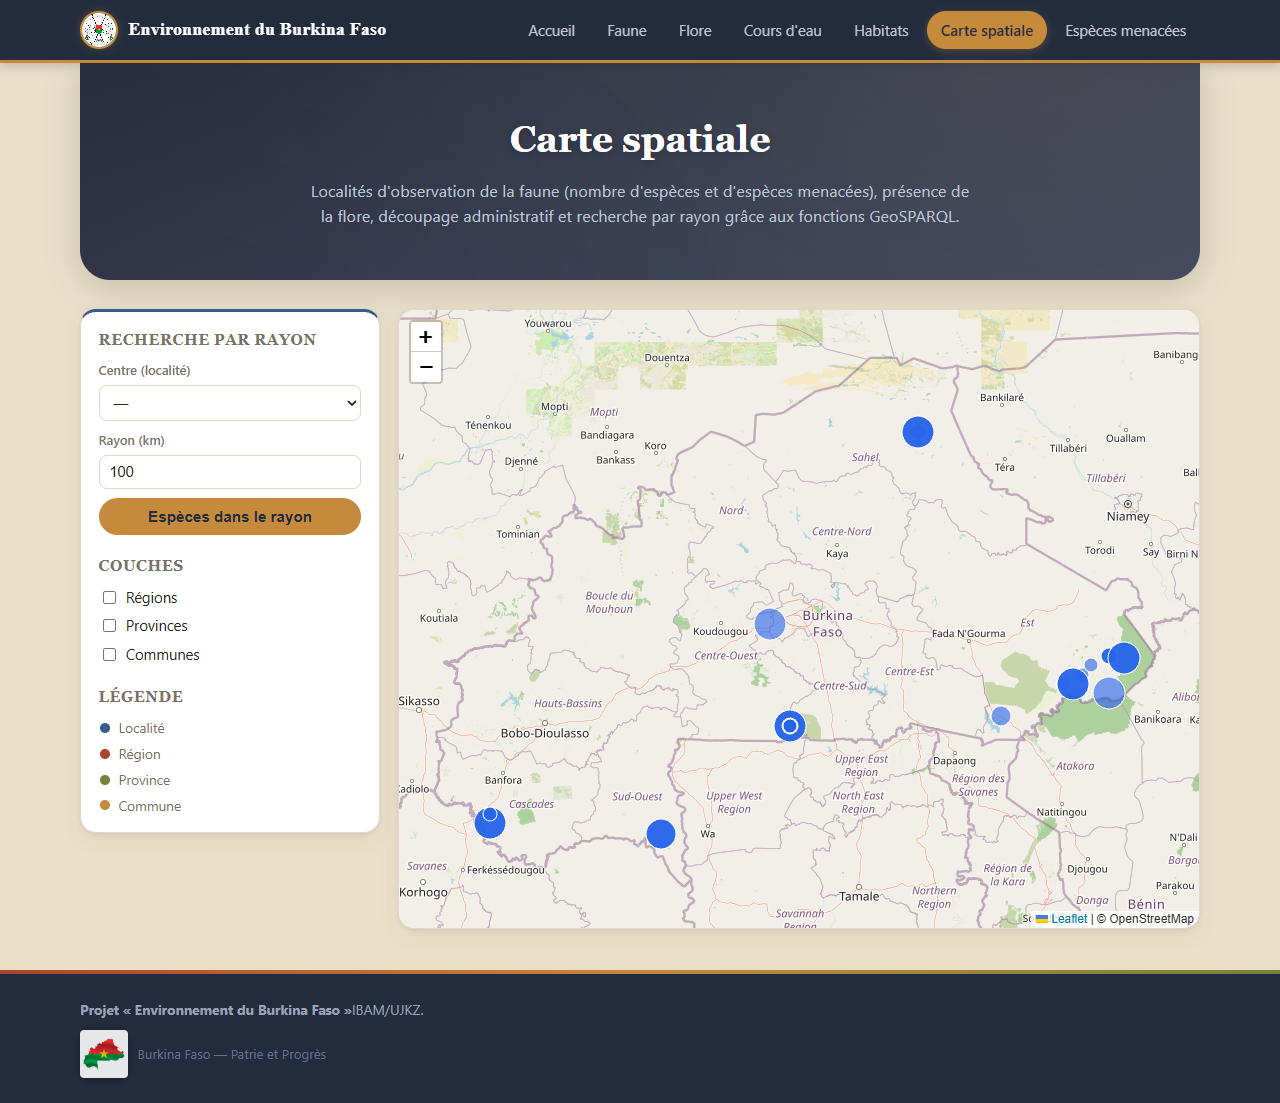 Environnement du Burkina Faso
Accueil
Faune
Flore
Cours d'eau
Habitats
Carte spatiale
Espèces menacées
Carte spatiale
Localités d'observation de la faune (nombre d'espèces et d'espèces menacées), présence de
la flore, découpage administratif et recherche par rayon grâce aux fonctions GeoSPARQL.
RECHERCHE PAR RAYON
Centre (localité)
—
Rayon (km)
100
Espèces dans le rayon
COUCHES
Régions
Provinces
Communes
LÉGENDE
Localité
Région
Province
Commune
+
−
Youwarou
Douentza
Banibang
Bankilaré
Mopti
Mopti
Ténenkou
Bandiagara
Koro
Ouallam
Tillabéri
Djenné
Bankass
Sahel
Téra
Tillabéri
Nord
Niamey
Tominian
Centre-Nord
Kaya
Torodi
Say
Birni N
Boucle du
Mouhoun
Koutiala
Burkina
Faso
Koudougou
Est
Fada N'Gourma
Centre-Ouest
Centre-Est
Centre-Sud
Sikasso
Hauts-Bassins
Bobo-Dioulasso
Banikoara
Upper East
Region
Dapaong
Atakora
Banfora
Région des
Savanes
Cascades
Sud-Ouest
Upper West
Region
North East
Region
Natitingou
Wa
N'Dali
Savanes
Ferkéssédougou
Région de
la Kara
Djougou
Korhogo
Tamale
Northern
Region
Parakou
Donga
Bénin
Savannah
Region
Leaflet | © OpenStreetMap
Projet « Environnement du Burkina Faso »IBAM/UJKZ.
Burkina Faso — Patrie et Progrès